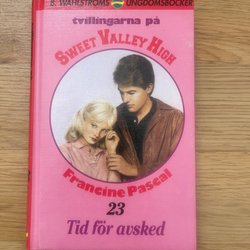 B. WAHLSTRÖMS UNGDOMSBÖCKER
tvillingarna på
SWEET VALLEY HIGH
Francine Pascal
23
Tid för avsked